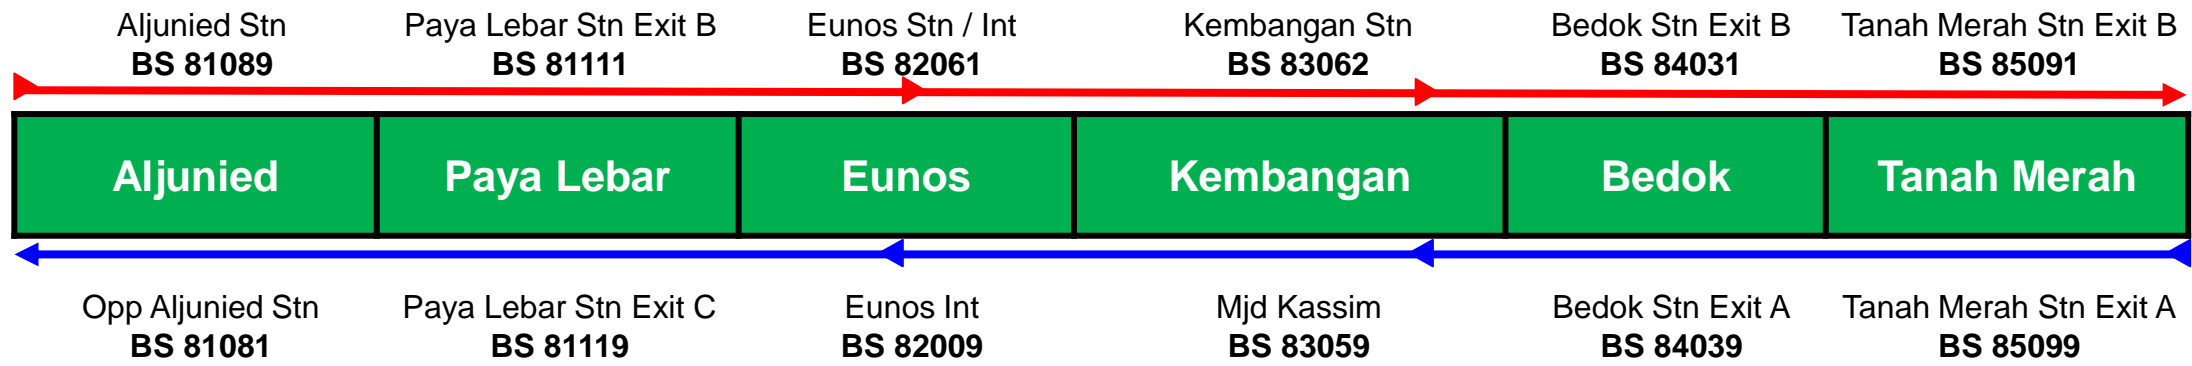 Aljunied Stn
BS 81089
Paya Lebar Stn Exit B
BS 81111
Eunos Stn / Int
BS 82061
Kembangan Stn
BS 83062
Bedok Stn Exit B
BS 84031
Tanah Merah Stn Exit B
BS 85091
Aljunied
Paya Lebar
Eunos
Kembangan
Bedok
Tanah Merah
Opp Aljunied Stn
BS 81081
Paya Lebar Stn Exit C
BS 81119
Eunos Int
BS 82009
Mjd Kassim
BS 83059
Bedok Stn Exit A
BS 84039
Tanah Merah Stn Exit A
BS 85099